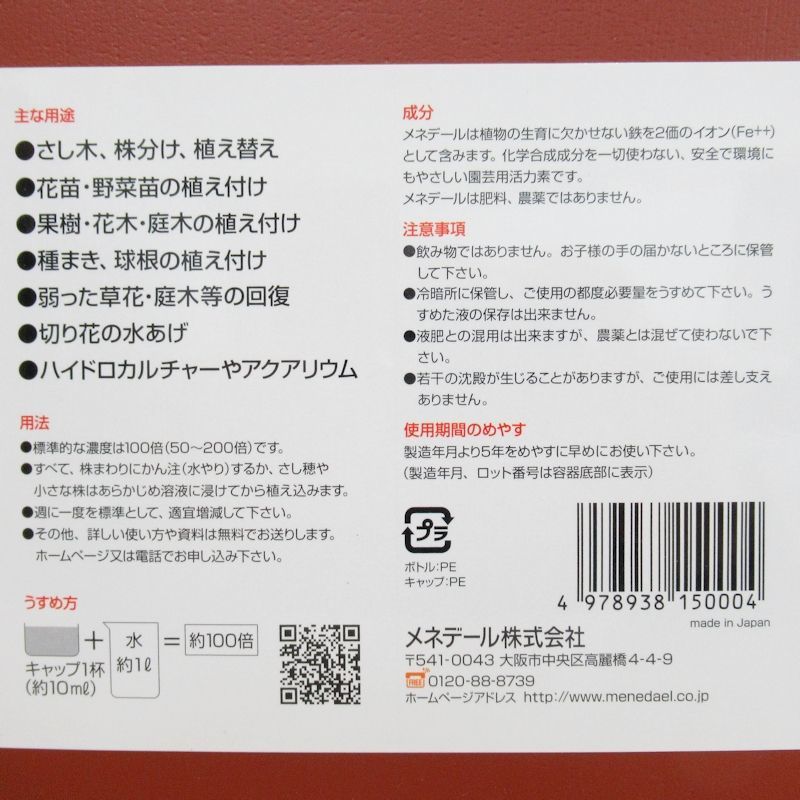 主な用途
●さし木、株分け、植え替え
●花苗・野菜苗の植え付け
●果樹・花木・庭木の植え付け
●種まき、球根の植え付け
●弱った草花・庭木等の回復
●切り花の水あげ
●ハイドロカルチャーやアクアリウム
用法
●標準的な濃度は100倍(50～200倍)です。
●すべて、株まわりにかん注(水やり)するか、さし穂や
小さな株はあらかじめ溶液に浸けてから植え込みます。
●週に一度を標準として、適宜増減して下さい。
●その他、詳しい使い方や資料は無料でお送りします。
ホームページ又は電話でお申し込み下さい。
うすめ方
キャップ1杯
(約10㎖)
+
水
約1ℓ
=
約100倍
成分
メネデールは植物の生育に欠かせない鉄を2価のイオン(Fe++)
として含みます。化学合成成分を一切使わない、安全で環境に
もやさしい園芸用活力素です。
メネデールは肥料、農薬ではありません。
注意事項
●飲み物ではありません。お子様の手の届かないところに保管
して下さい。
●冷暗所に保管し、ご使用の都度必要量をうすめて下さい。う
すめた液の保存は出来ません。
●液肥との混用は出来ますが、農薬とは混ぜて使わないで下
さい。
●若干の沈殿が生じることがありますが、ご使用には差し支え
ありません。
使用期間のめやす
製造年月より5年をめやすに早めにお使い下さい。
(製造年月、ロット番号は容器底部に表示)
プラ
ボトル:PE
キャップ:PE
4 978938 150004
made in Japan
メネデール株式会社
〒541-0043 大阪市中央区高麗橋4-4-9
FREE 0120-88-8739
ホームページアドレス http://www.menedael.co.jp